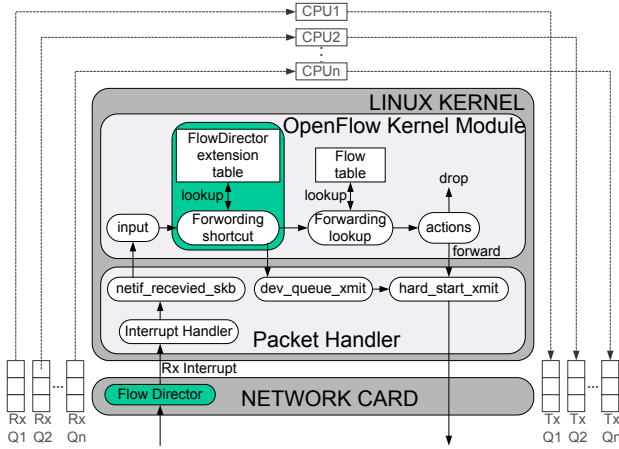 CPU1
CPU2
CPUn
LINUX KERNEL
OpenFlow Kernel Module
FlowDirector
extension
table
Flow
table
lookup
lookup
drop
input
Forwording
shortcut
Forwarding
lookup
actions
forward
netif_recevied_skb
dev_queue_xmit
hard_start_xmit
Interrupt Handler
Packet Handler
Rx Interrupt
Flow Director
NETWORK CARD
Rx
Q1
Rx
Q2
...
Rx
Qn
Tx
Q1
Tx
Q2
...
Tx
Qn